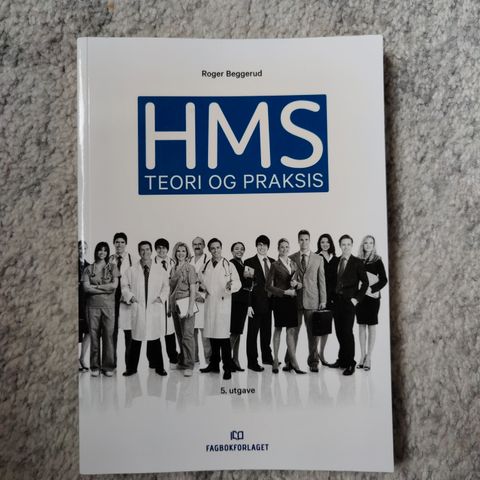 Roger Beggerud
HMS
TEORI OG PRAKSIS
5. utgave
FAGBOKFORLAGET